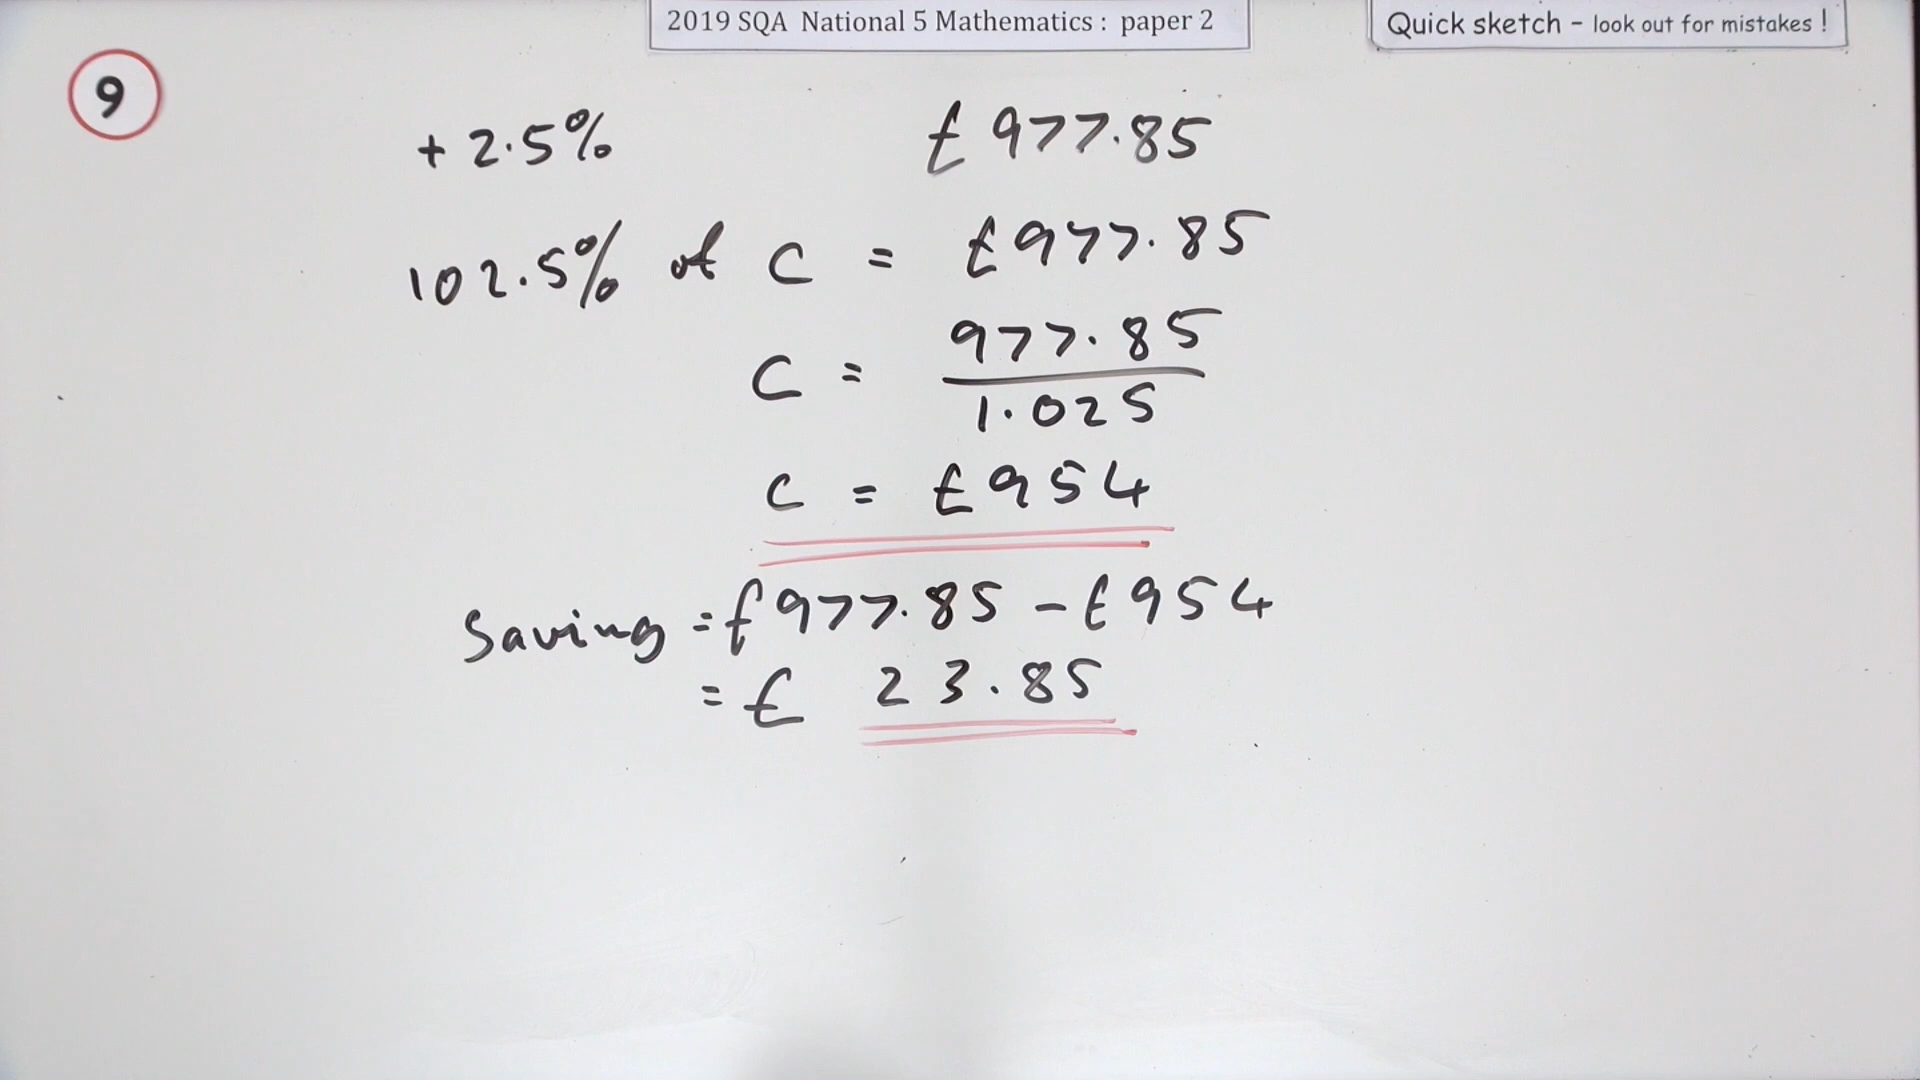 2019 SQA National 5 Mathematics : paper 2
Quick sketch - look out for mistakes !
9
+ 2.5% £977.85
102.5% of C = £977.85
C = 977.85
1.025
C = £954
Saving = £977.85 - £954
= £ 23.85